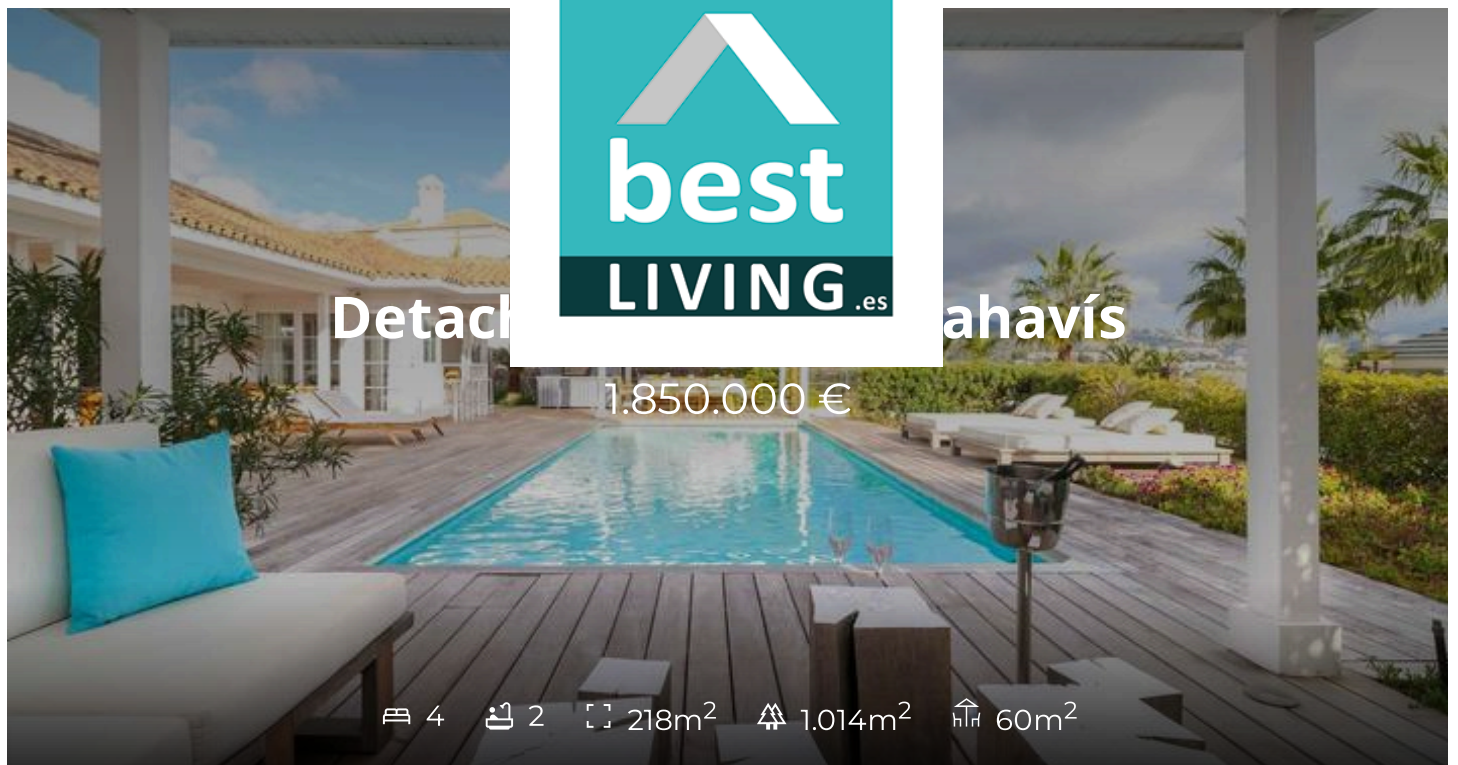 best
LIVING.es
Detach ahavís
1.850.000 €
4 2 218m² 1.014m² 60m²